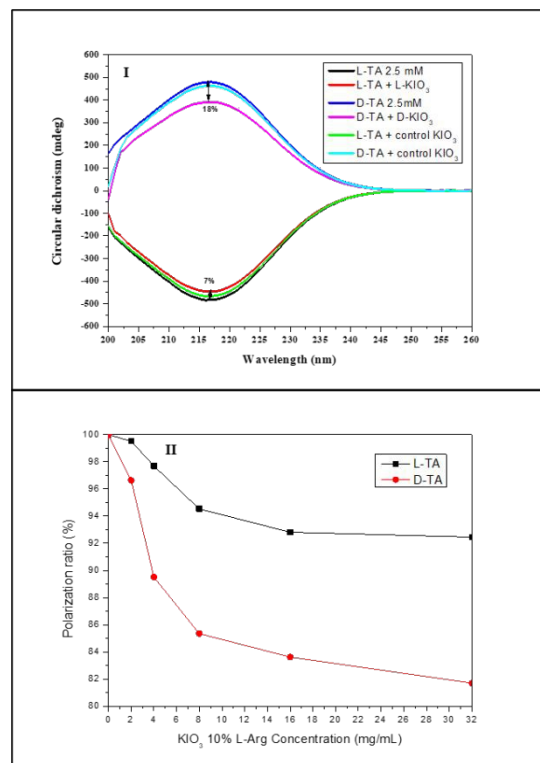 I
L-TA 2.5 mM
L-TA + L-KIO₃
D-TA 2.5mM
D-TA + D-KIO₃
L-TA + control KIO₃
D-TA + control KIO₃
600
500
400
300
200
100
0
-100
-200
-300
-400
-500
-600
18%
7%
200 205 210 215 220 225 230 235 240 245 250 255 260
Circular dichroism (mdeg)
Wavelength (nm)
II
L-TA
D-TA
100
98
96
94
92
90
88
86
84
82
80
0 2 4 6 8 10 12 14 16 18 20 22 24 26 28 30 32
Polarization ratio (%)
KIO₃ 10% L-Arg Concentration (mg/mL)